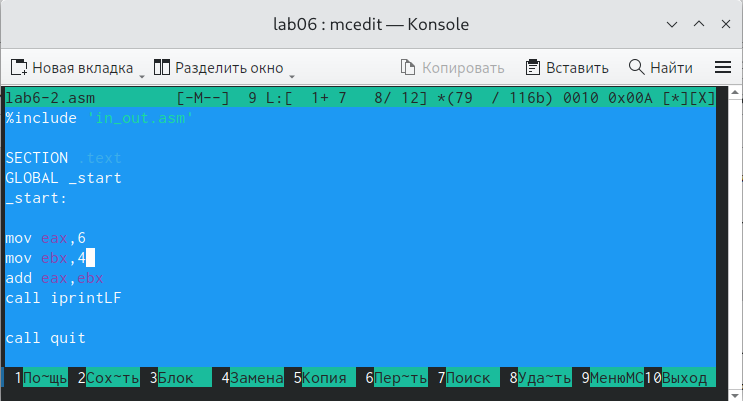 lab06 : mcedit — Konsole
Новая вкладка Разделить окно Копировать Вставить Найти
lab6-2.asm [-M--] 9 L:[ 1+ 7 8/ 12] *(79 / 116b) 0010 0x00A [*][X]
%include 'in_out.asm'
SECTION .text
GLOBAL _start
_start:
mov eax,6
mov ebx,4
add eax,ebx
call iprintLF
call quit
1По~щь 2Сох~ть 3Блок 4Замена 5Копия 6Пер~ть 7Поиск 8Уда~ть 9МенюMC 10Выход